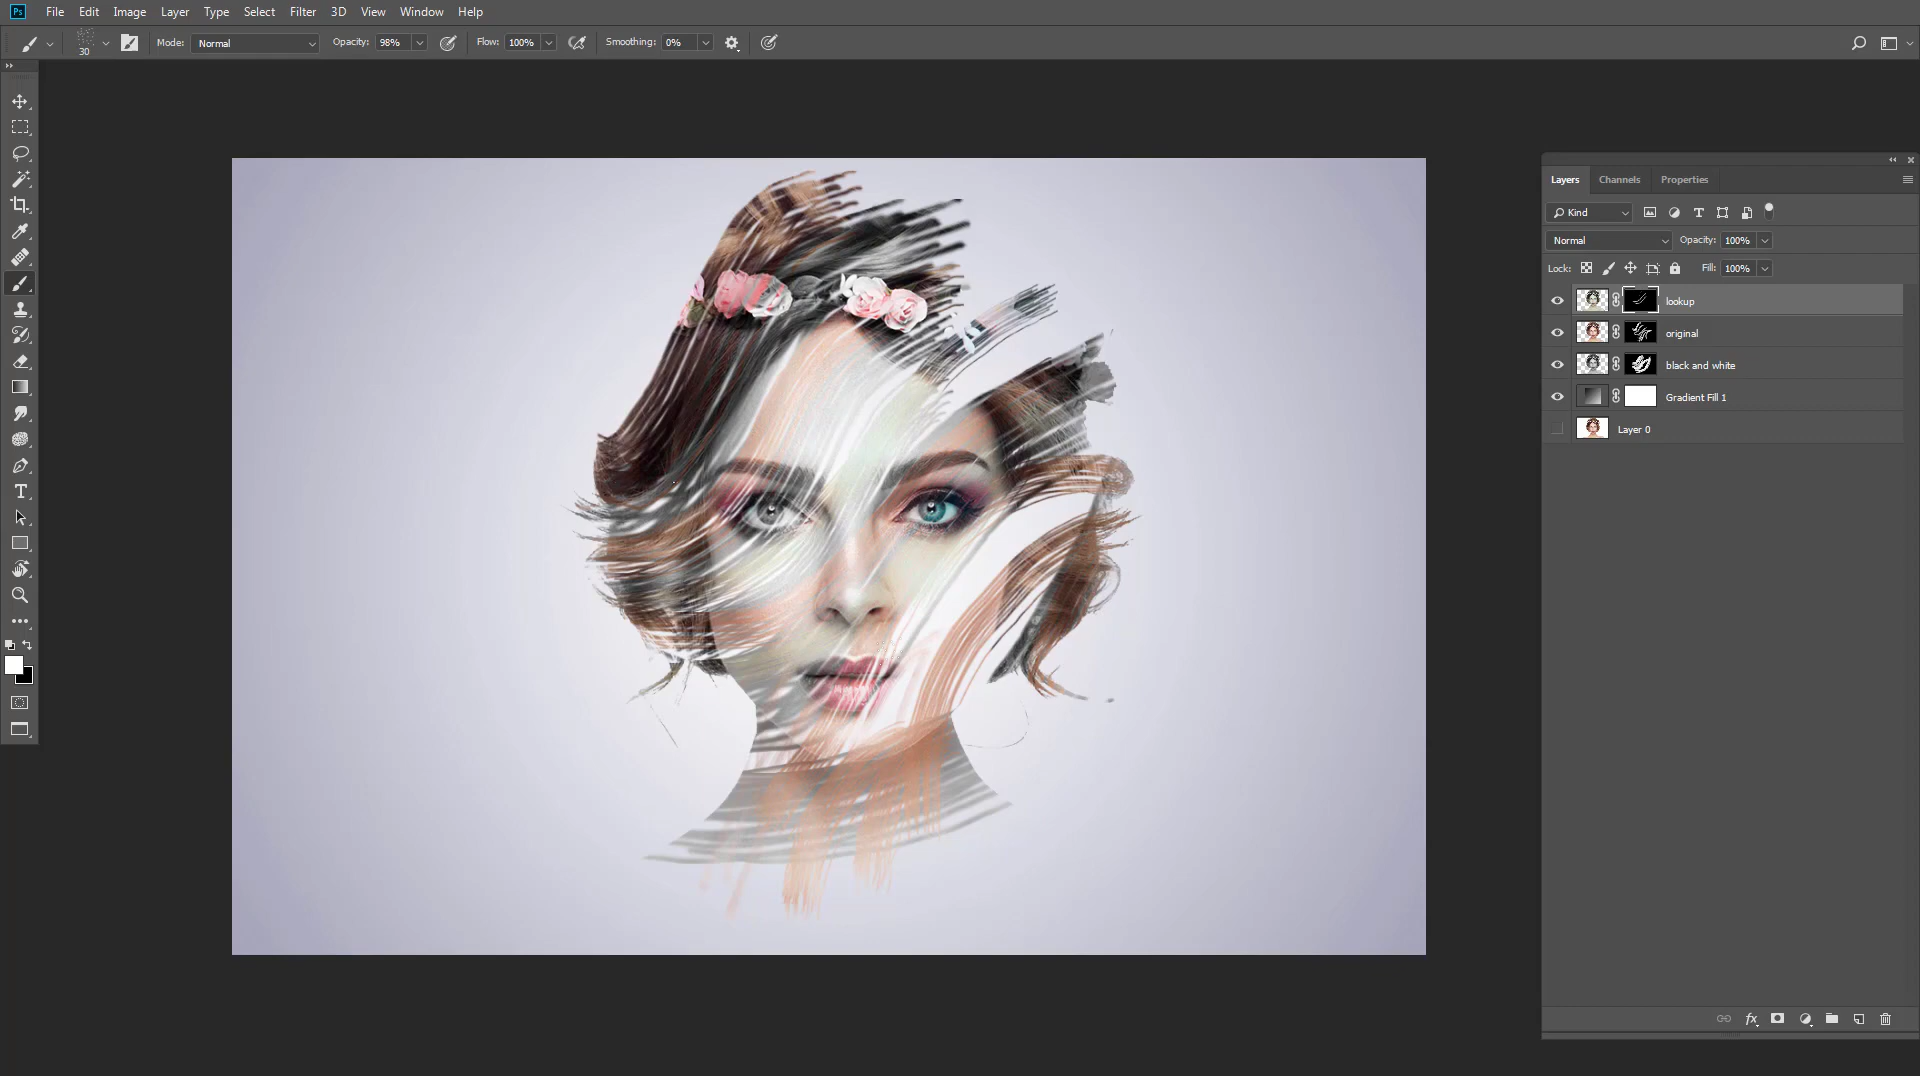 Ps File Edit Image Layer Type Select Filter 3D View Window Help
30 Mode: Normal Opacity: 98% Flow: 100% Smoothing: 0%
Layers Channels Properties
Kind
Normal Opacity: 100%
Lock: Fill: 100%
lookup
original
black and white
Gradient Fill 1
Layer 0
fx